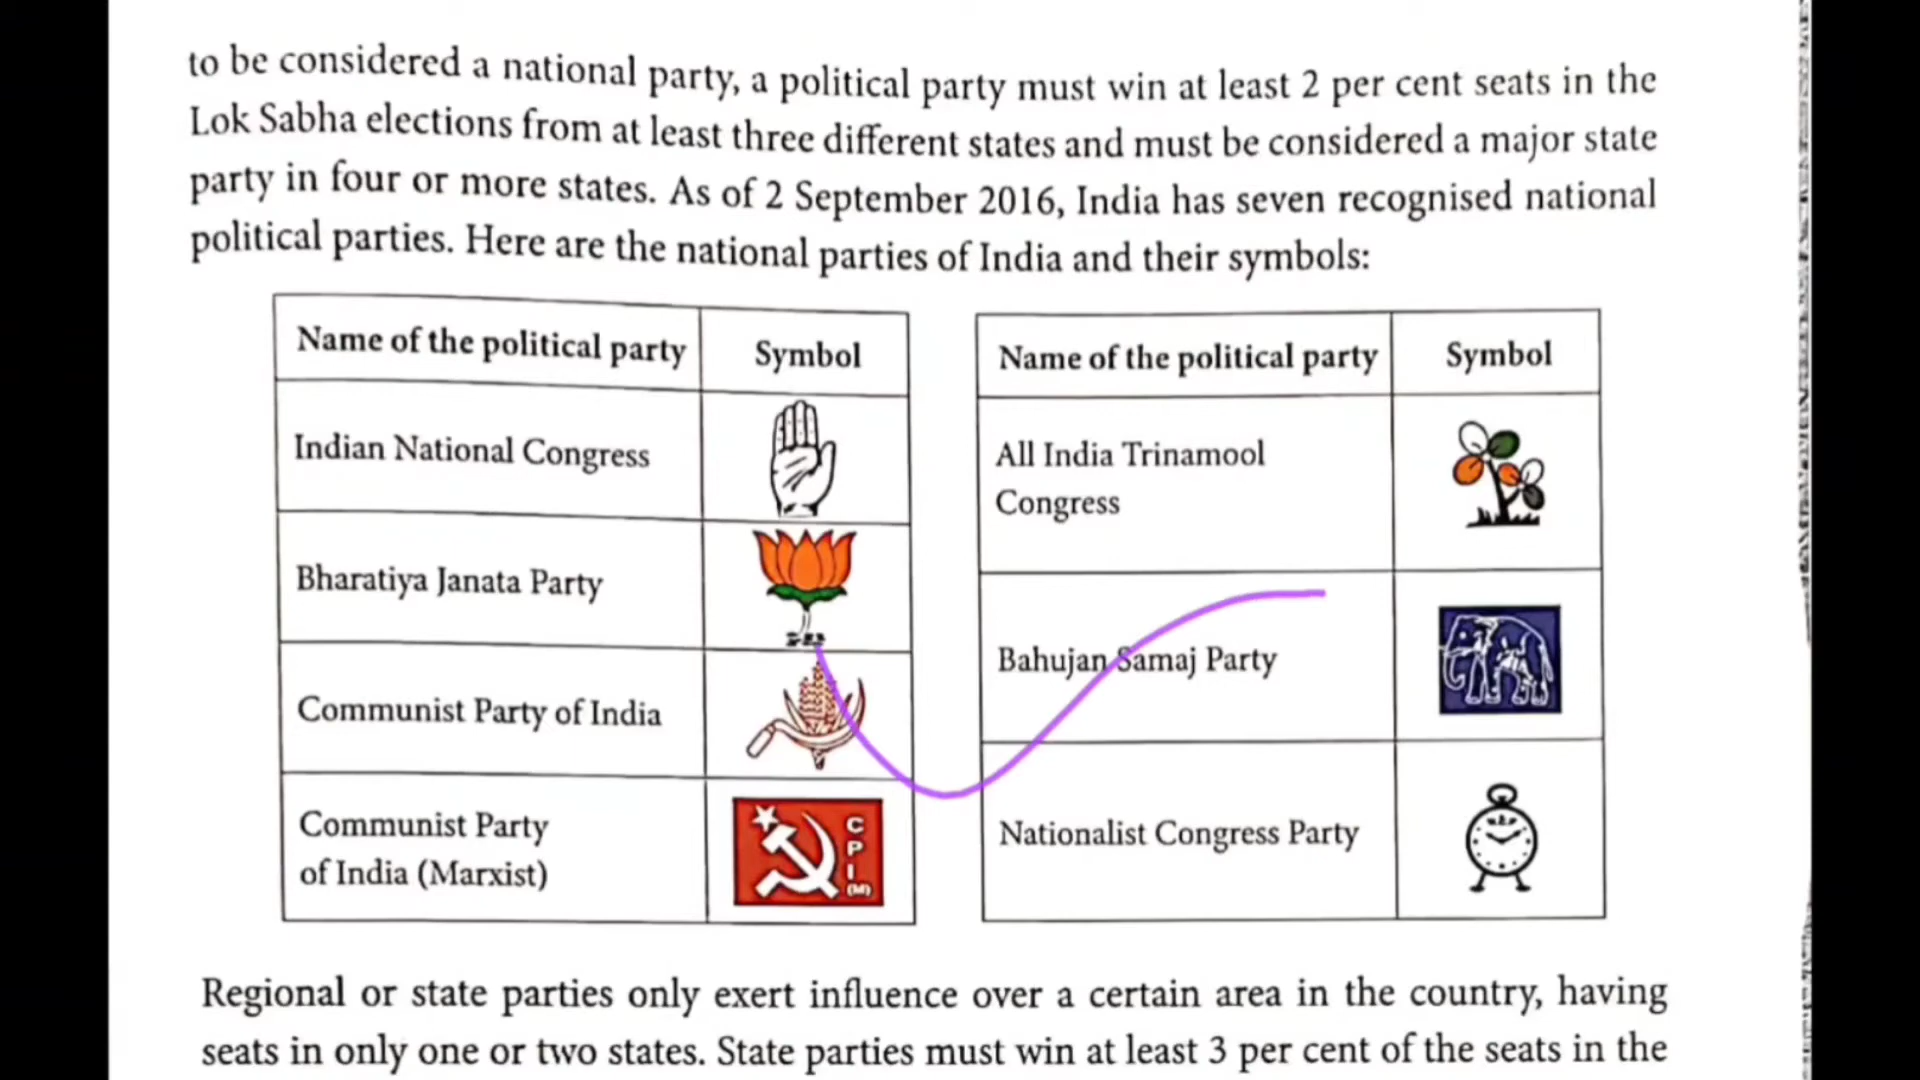 to be considered a national party, a political party must win at least 2 per cent seats in the
Lok Sabha elections from at least three different states and must be considered a major state
party in four or more states. As of 2 September 2016, India has seven recognised national
political parties. Here are the national parties of India and their symbols:
Name of the political party Symbol
Indian National Congress
Bharatiya Janata Party
Communist Party of India
Communist Party
of India (Marxist)
C
P
I
(M)
Name of the political party Symbol
All India Trinamool
Congress
Bahujan Samaj Party
Nationalist Congress Party
Regional or state parties only exert influence over a certain area in the country, having
seats in only one or two states. State parties must win at least 3 per cent of the seats in the